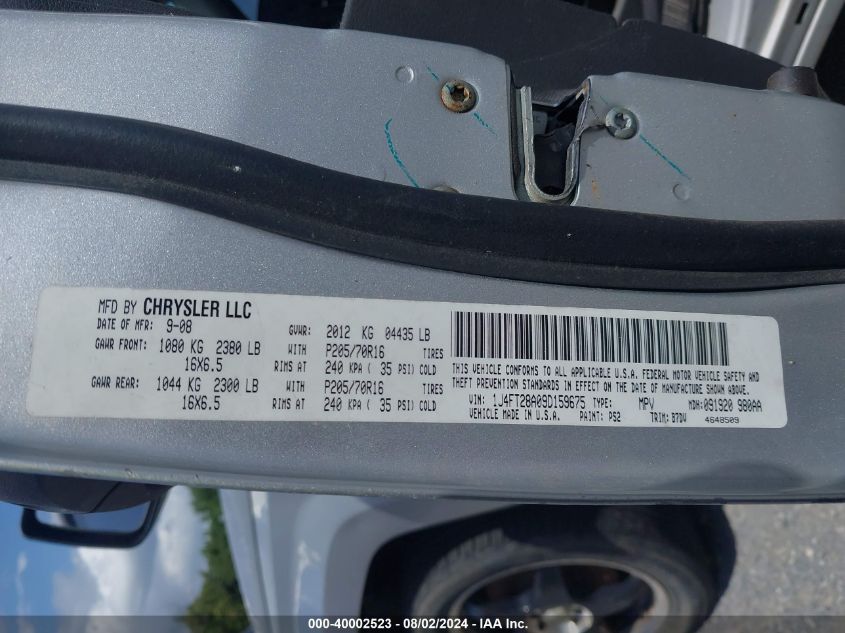 MFD BY CHRYSLER LLC
DATE OF MFR: 9-08 GVWR: 2012 KG 04435 LB
GAWR FRONT: 1080 KG 2380 LB WITH P205/70R16 TIRES
16X6.5 RIMS AT 240 KPA ( 35 PSI) COLD
GAWR REAR: 1044 KG 2300 LB WITH P205/70R16 TIRES
16X6.5 RIMS AT 240 KPA ( 35 PSI) COLD
THIS VEHICLE CONFORMS TO ALL APPLICABLE U.S.A. FEDERAL MOTOR VEHICLE SAFETY AND
THEFT PREVENTION STANDARDS IN EFFECT ON THE DATE OF MANUFACTURE SHOWN ABOVE.
VIN: 1J4FT28A09D159675 TYPE: MPV MDH: 091920 980AA
VEHICLE MADE IN U.S.A. PAINT: PS2 TRIM: B7DV 4648509
000-40002523 - 08/02/2024 - IAA Inc.